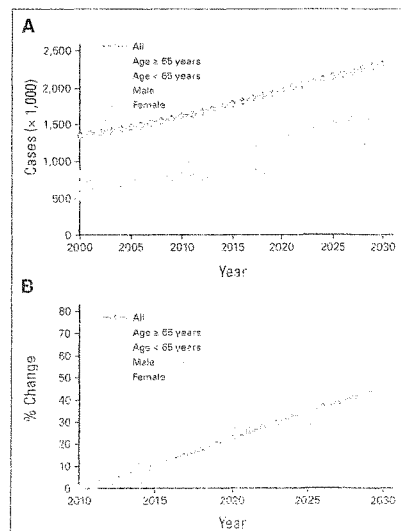 A
All
Age ≥ 65 years
Age < 65 years
Male
Female
2,500
2,000
1,500
1,000
500
0
Cases (× 1,000)
2000 2005 2010 2015 2020 2025 2030
Year
B
All
Age ≥ 65 years
Age < 65 years
Male
Female
80
70
60
50
40
30
20
10
0
% Change
2010 2015 2020 2025 2030
Year